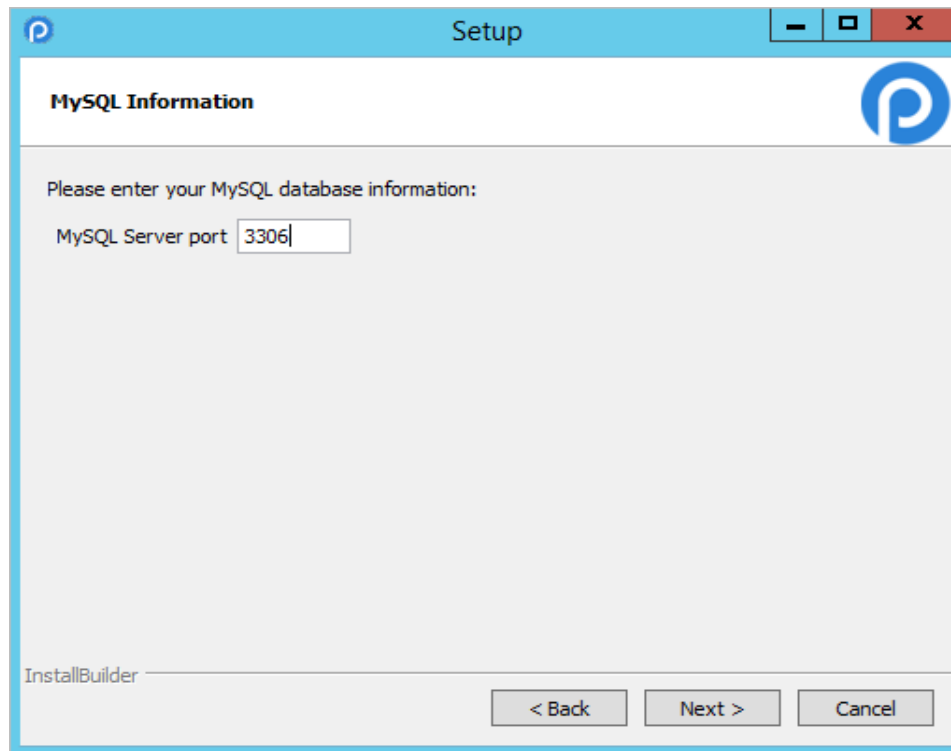 Setup
MySQL Information
Please enter your MySQL database information:
MySQL Server port 3306
InstallBuilder
< Back Next > Cancel